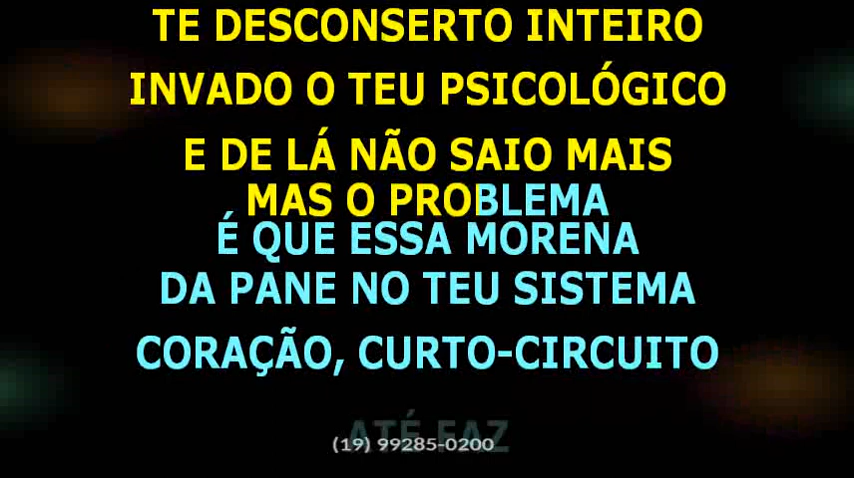 TE DESCONSERTO INTEIRO
INVADO O TEU PSICOLÓGICO
E DE LÁ NÃO SAIO MAIS
MAS O PROBLEMA
É QUE ESSA MORENA
DA PANE NO TEU SISTEMA
CORAÇÃO, CURTO-CIRCUITO
ATÉ FAZ
(19) 99285-0200